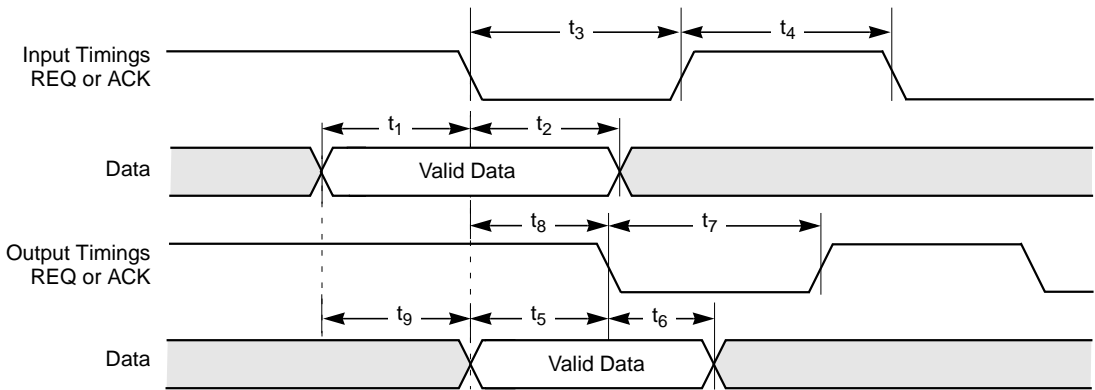 t3
t4
Input Timings
REQ or ACK
t1
t2
Data
Valid Data
t8
t7
Output Timings
REQ or ACK
t9
t5
t6
Data
Valid Data